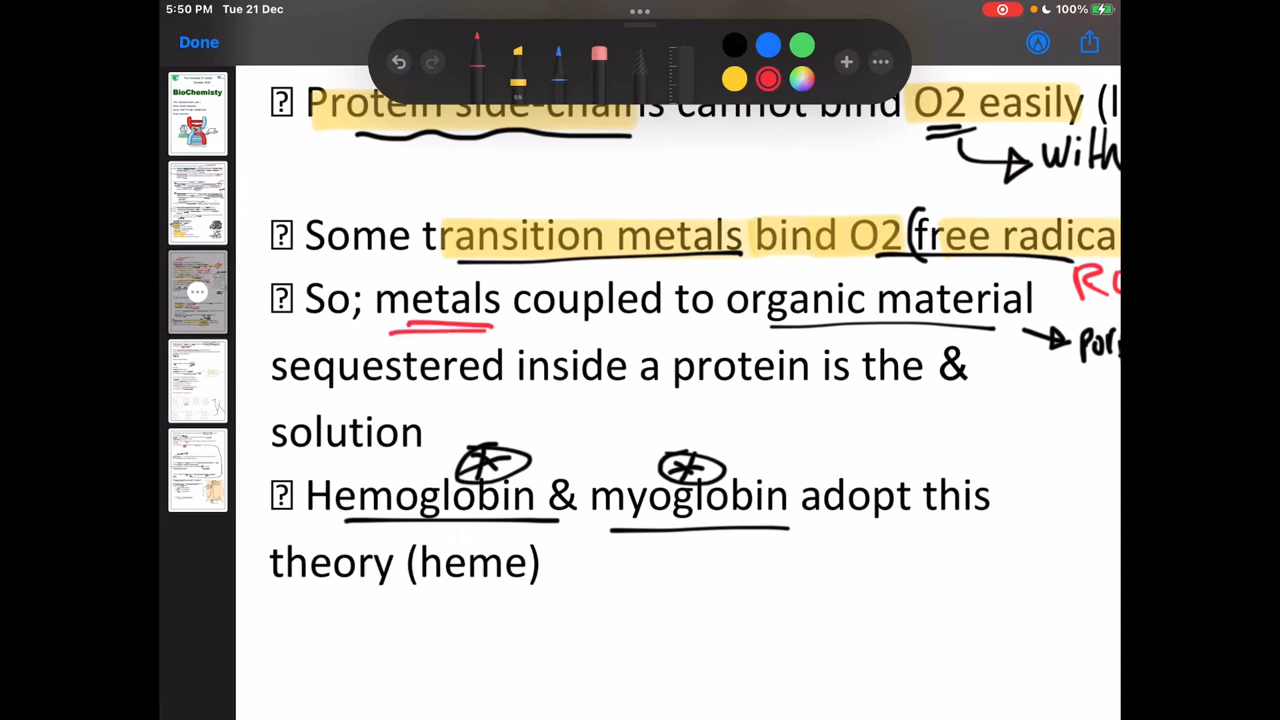 5:50 PM Tue 21 Dec
100%
Done
BioChemisty
Protein side-chains cannot bind O2 easily (l
With
Some transition metals bind O2 (free radica
So; metals coupled to organic material
sequestered inside a protein is the &
solution
Hemoglobin & myoglobin adopt this
theory (heme)